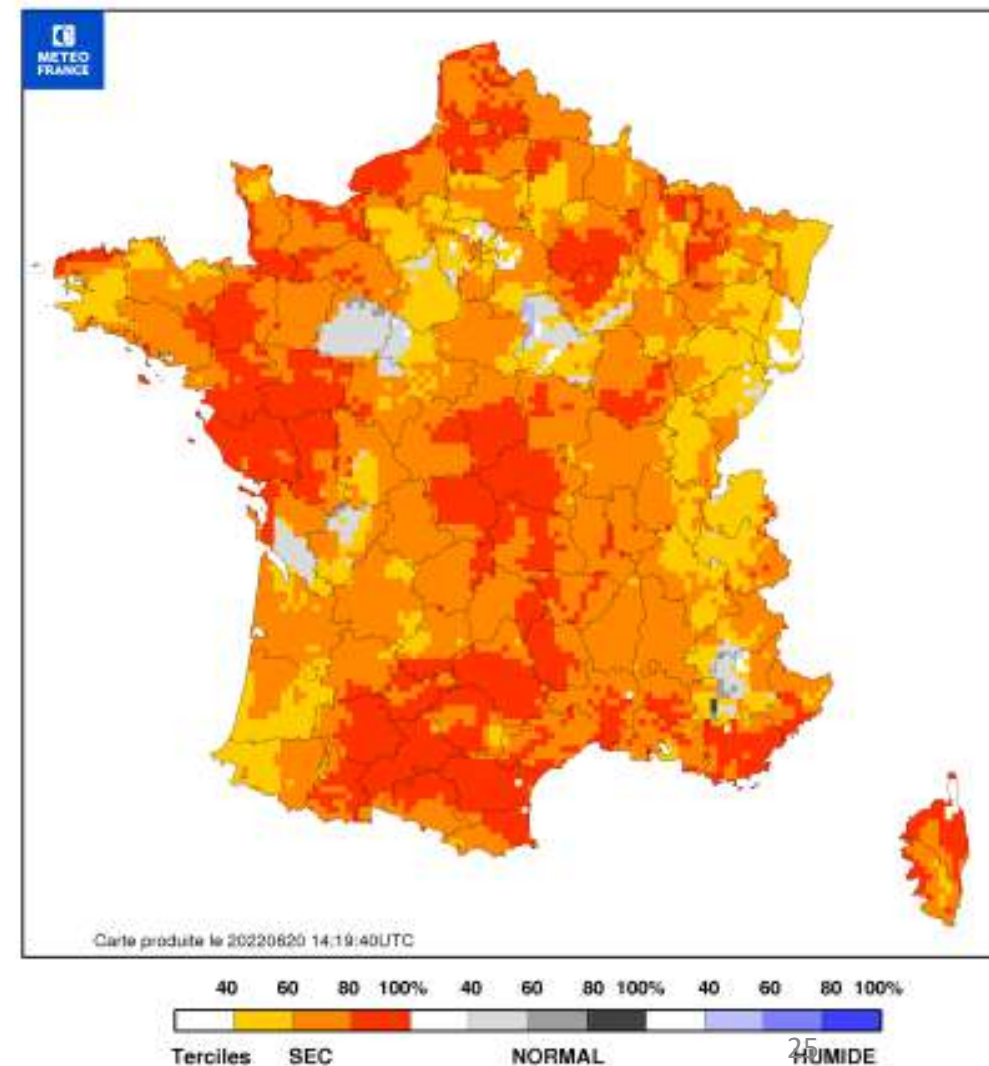 METEO
FRANCE
Carte produite le 20220620 14:19:40UTC
40 60 80 100% 40 60 80 100% 40 60 80 100%
Terciles SEC NORMAL HUMIDE
25